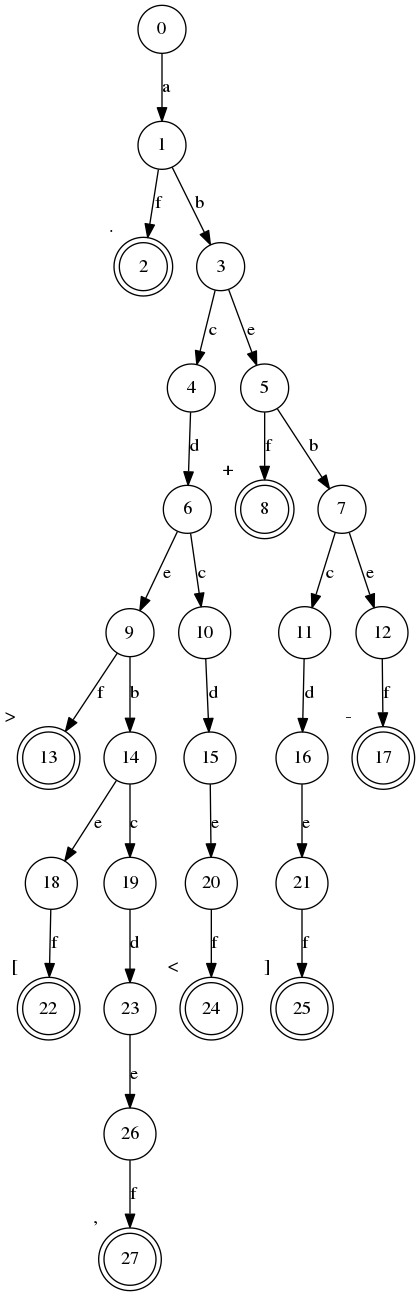 0
a
1
f b
.
2 3
c e
4 5
d + f b
6 8 7
e c c e
9 10 11 12
> f b d d - f
13 14 15 16 17
e c e e
18 19 20 21
[ f d < f ] f
22 23 24 25
e
26
f
,
27